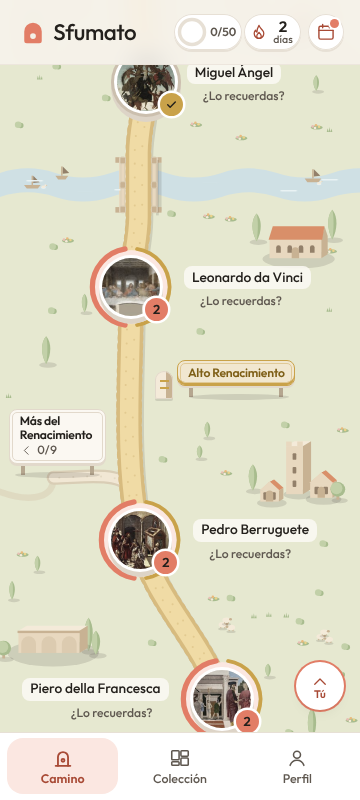 Sfumato
0/50
2
días
Miguel Ángel
¿Lo recuerdas?
Leonardo da Vinci
¿Lo recuerdas?
2
Alto Renacimiento
Más del
Renacimiento
0/9
Pedro Berruguete
¿Lo recuerdas?
2
Piero della Francesca
¿Lo recuerdas?
2
Tú
Camino
Colección
Perfil